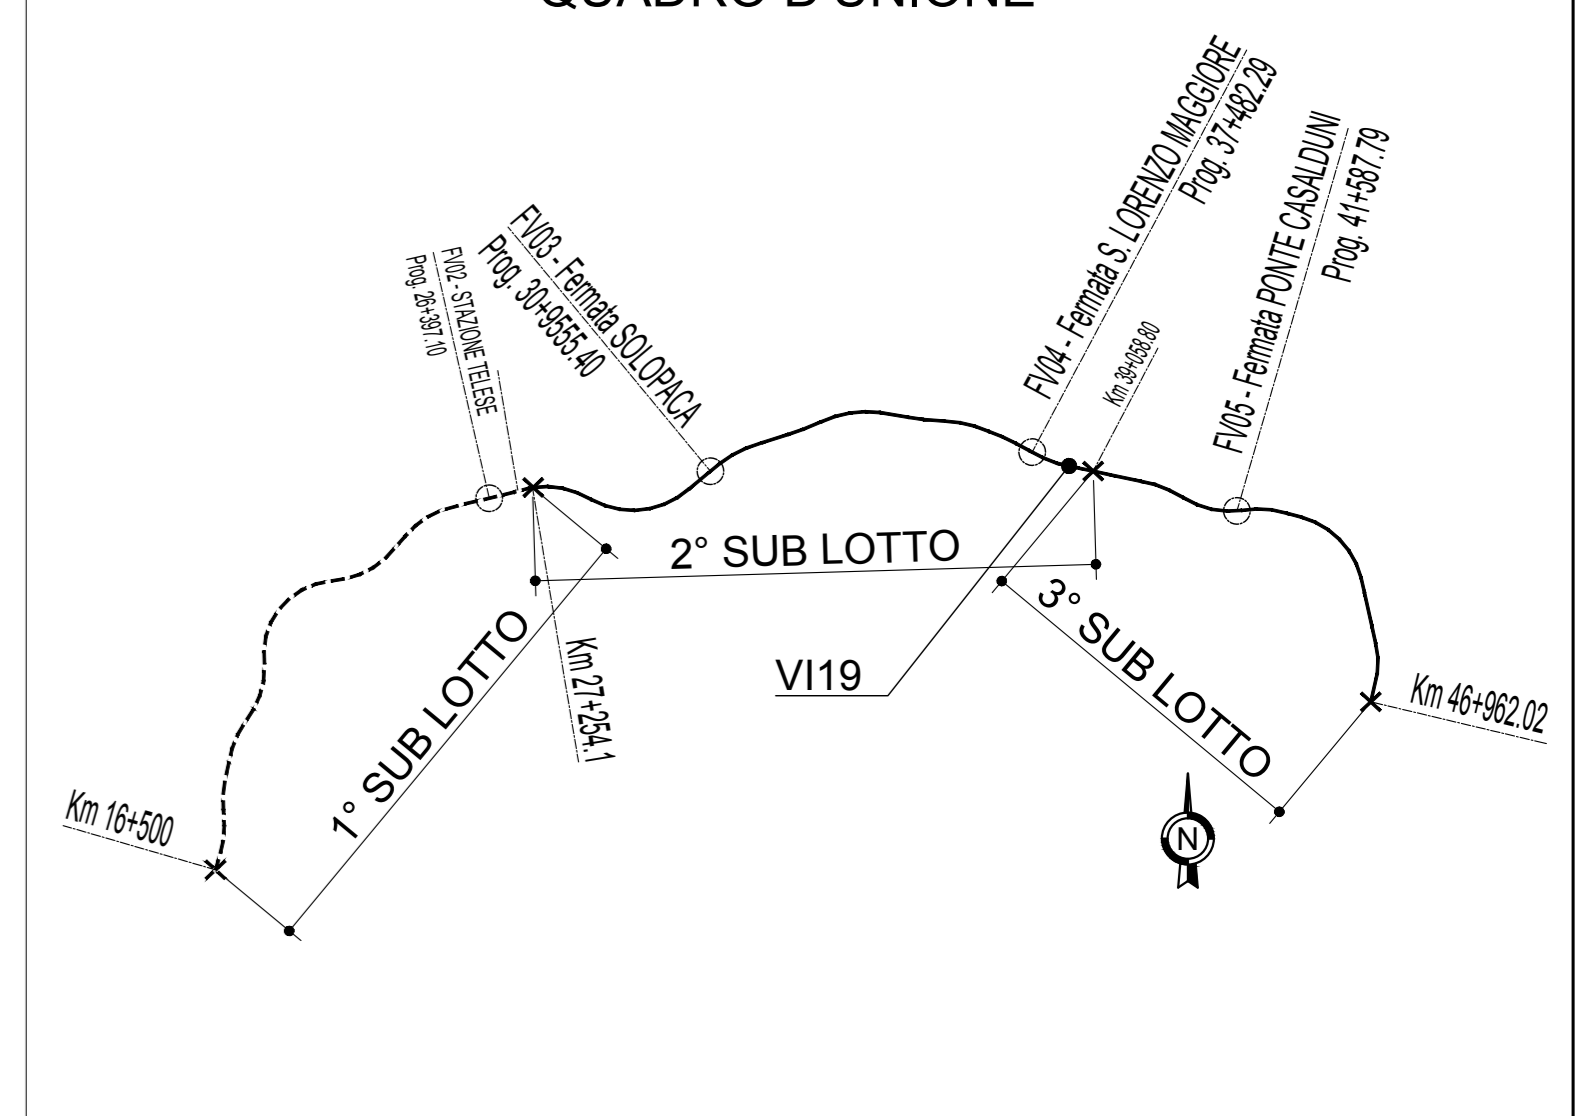 QUADRO D'UNIONE
FV02 - STAZIONE TELESE
Prog. 26+397.10
FV03 - Fermata SOLOPACA
Prog. 30+9555.40
FV04 - Fermata S. LORENZO MAGGIORE
Prog. 37+482.29
Km 39+058.80
FV05 - Fermata PONTE CASALDUNI
Prog. 41+587.79
2° SUB LOTTO
1° SUB LOTTO
3° SUB LOTTO
Km 27+254.1
VI19
Km 46+962.02
Km 16+500
N